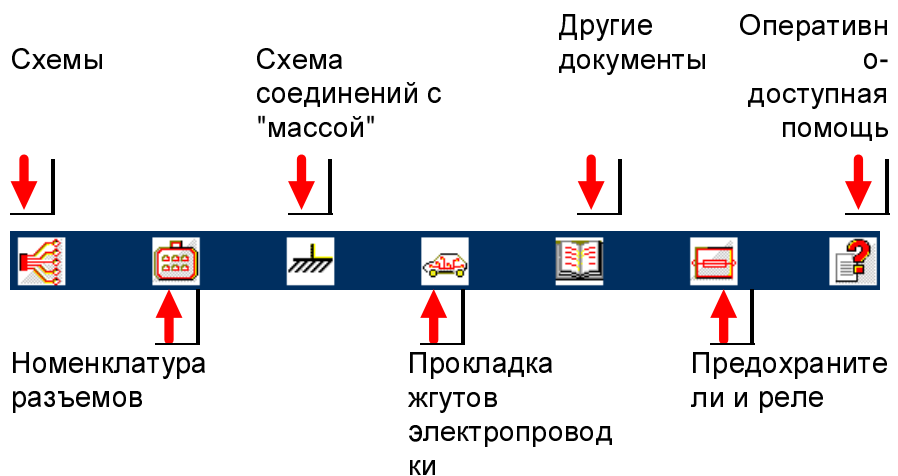 Схемы
Схема
соединений с
"массой"
Другие
документы
Оперативн
о-
доступная
помощь
Номенклатура
разъемов
Прокладка
жгутов
электропровод
ки
Предохраните
ли и реле